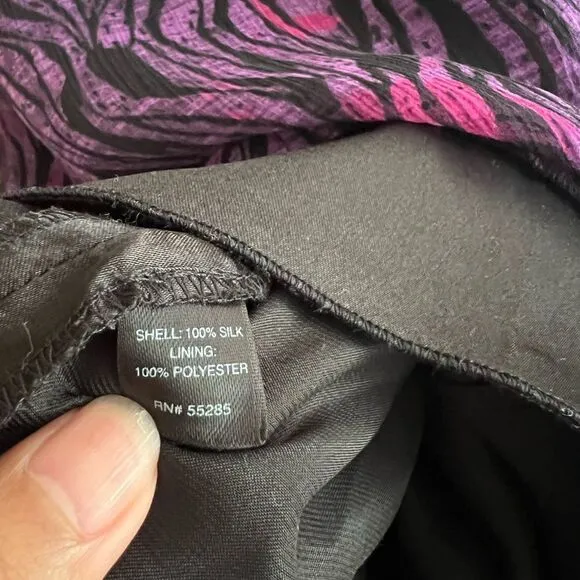 SHELL: 100% SILK
LINING:
100% POLYESTER
RN# 55285